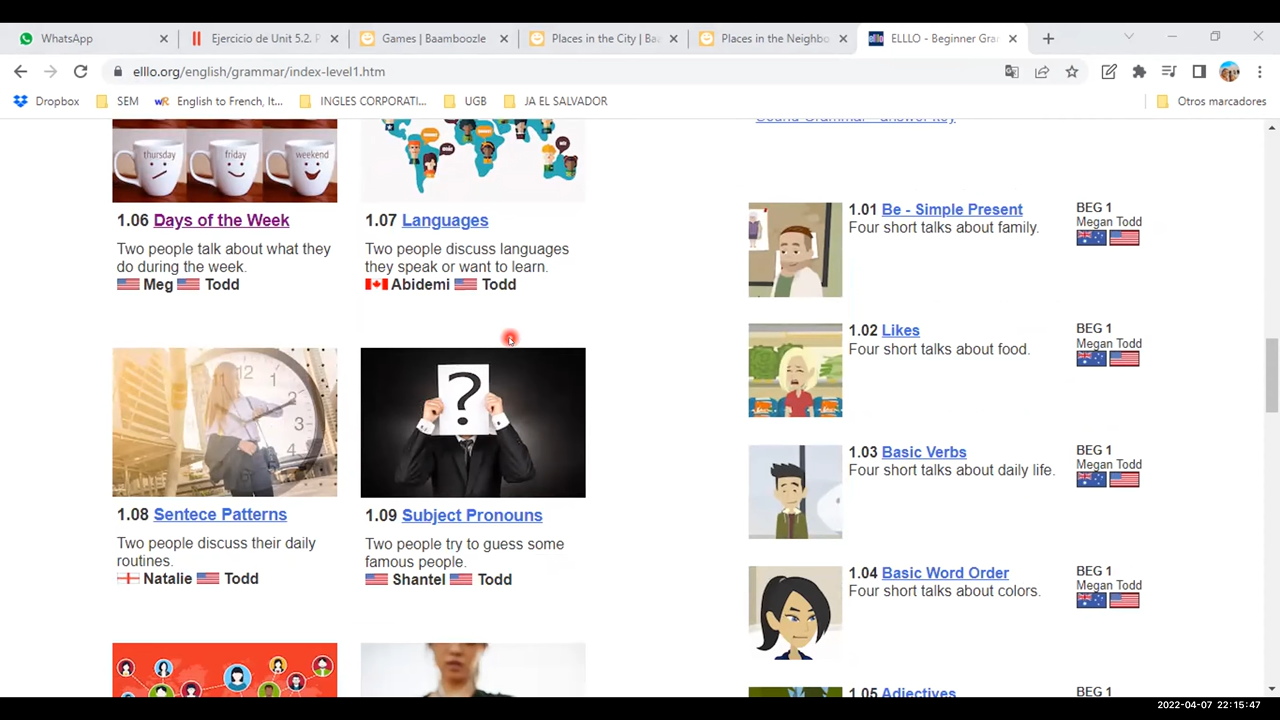 WhatsApp
Ejercicio de Unit 5.2. P
Games | Baamboozle
Places in the City | Baa
Places in the Neighbo
ELLLO - Beginner Gra
elllo.org/english/grammar/index-level1.htm
Dropbox
SEM
English to French, It...
INGLES CORPORATI...
UGB
JA EL SALVADOR
Otros marcadores
thursday
friday
weekend
Sound Grammar - answer key
1.06 Days of the Week
Two people talk about what they
do during the week.
Meg Todd
1.07 Languages
Two people discuss languages
they speak or want to learn.
Abidemi Todd
1.08 Sentece Patterns
Two people discuss their daily
routines.
Natalie Todd
1.09 Subject Pronouns
Two people try to guess some
famous people.
Shantel Todd
1.01 Be - Simple Present
Four short talks about family.
BEG 1
Megan Todd
1.02 Likes
Four short talks about food.
BEG 1
Megan Todd
1.03 Basic Verbs
Four short talks about daily life.
BEG 1
Megan Todd
1.04 Basic Word Order
Four short talks about colors.
BEG 1
Megan Todd
1.05 Adjectives
BEG 1
2022-04-07 22:15:47